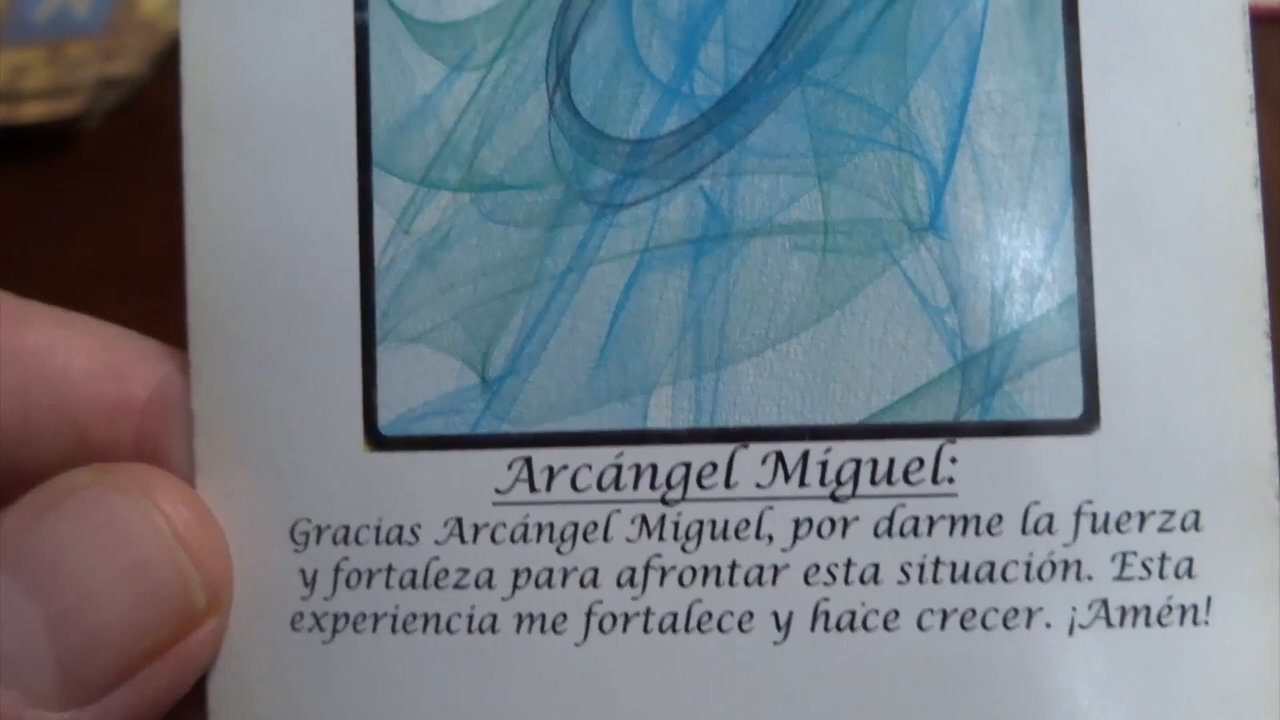 Arcángel Miguel:
Gracias Arcángel Miguel, por darme la fuerza
y fortaleza para afrontar esta situación. Esta
experiencia me fortalece y hace crecer. ¡Amén!